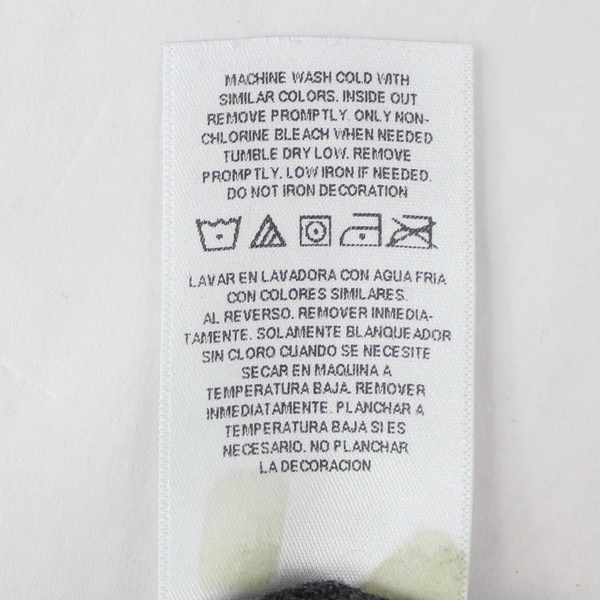 MACHINE WASH COLD WITH
SIMILAR COLORS. INSIDE OUT
REMOVE PROMPTLY. ONLY NON-
CHLORINE BLEACH WHEN NEEDED
TUMBLE DRY LOW. REMOVE
PROMPTLY. LOW IRON IF NEEDED.
DO NOT IRON DECORATION
LAVAR EN LAVADORA CON AGUA FRIA
CON COLORES SIMILARES.
AL REVERSO. REMOVER INMEDIA-
TAMENTE. SOLAMENTE BLANQUEADOR
SIN CLORO CUANDO SE NECESITE
SECAR EN MAQUINA A
TEMPERATURA BAJA. REMOVER
INMEDIATAMENTE. PLANCHAR A
TEMPERATURA BAJA SI ES
NECESARIO. NO PLANCHAR
LA DECORACION